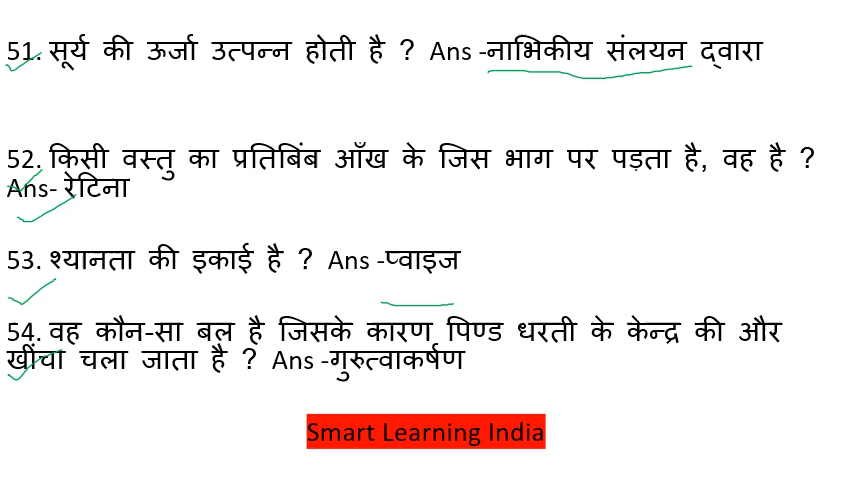 51. सूर्य की ऊर्जा उत्पन्न होती है ? Ans -नाभिकीय संलयन द्वारा
52. किसी वस्तु का प्रतिबिंब आँख के जिस भाग पर पड़ता है, वह है ?
Ans- रेटिना
53. श्यानता की इकाई है ? Ans -प्वाइज
54. वह कौन-सा बल है जिसके कारण पिण्ड धरती के केन्द्र की और
खींचा चला जाता है ? Ans -गुरुत्वाकर्षण
Smart Learning India